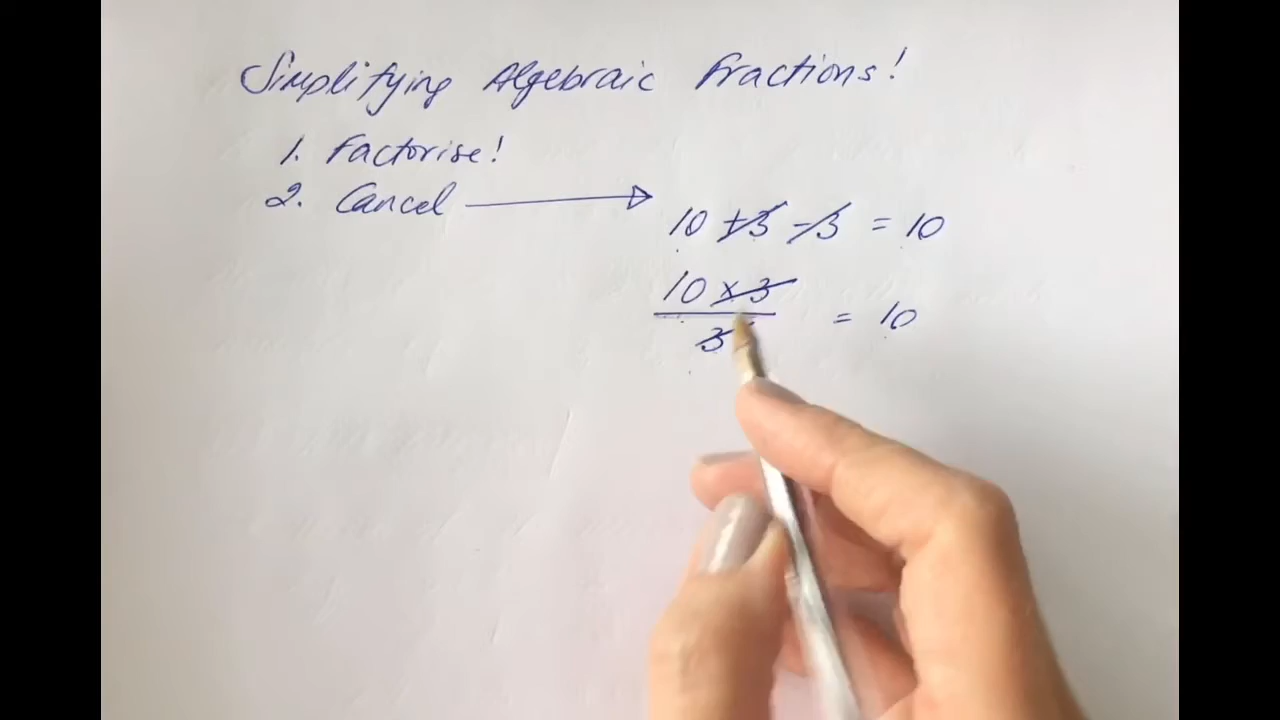 Simplifying Algebraic Fractions!
1. Factorise!
2. Cancel
10 +3 -3 = 10
10 x 3
3
= 10